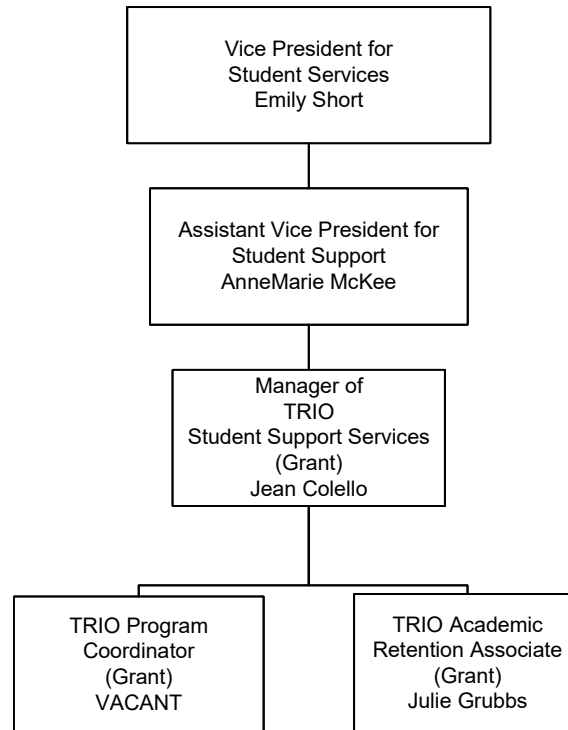 Vice President for
Student Services
Emily Short
Assistant Vice President for
Student Support
AnneMarie McKee
Manager of
TRIO
Student Support Services
(Grant)
Jean Colello
TRIO Program
Coordinator
(Grant)
VACANT
TRIO Academic
Retention Associate
(Grant)
Julie Grubbs